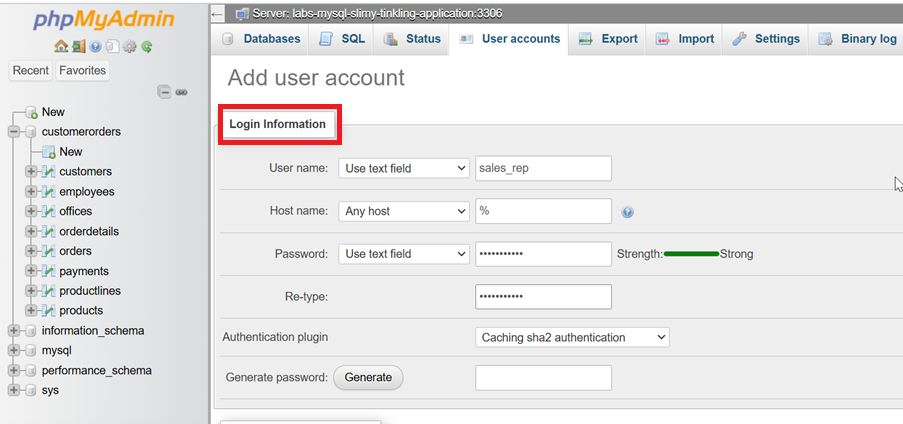 phpMyAdmin
Recent Favorites
New
customerorders
New
customers
employees
offices
orderdetails
orders
payments
productlines
products
information_schema
mysql
performance_schema
sys
Server: labs-mysql-slimy-tinkling-application:3306
Databases SQL Status User accounts Export Import Settings Binary log
Add user account
Login Information
User name: Use text field sales_rep
Host name: Any host %
Password: Use text field ••••••••••• Strength: Strong
Re-type: •••••••••••
Authentication plugin Caching sha2 authentication
Generate password: Generate